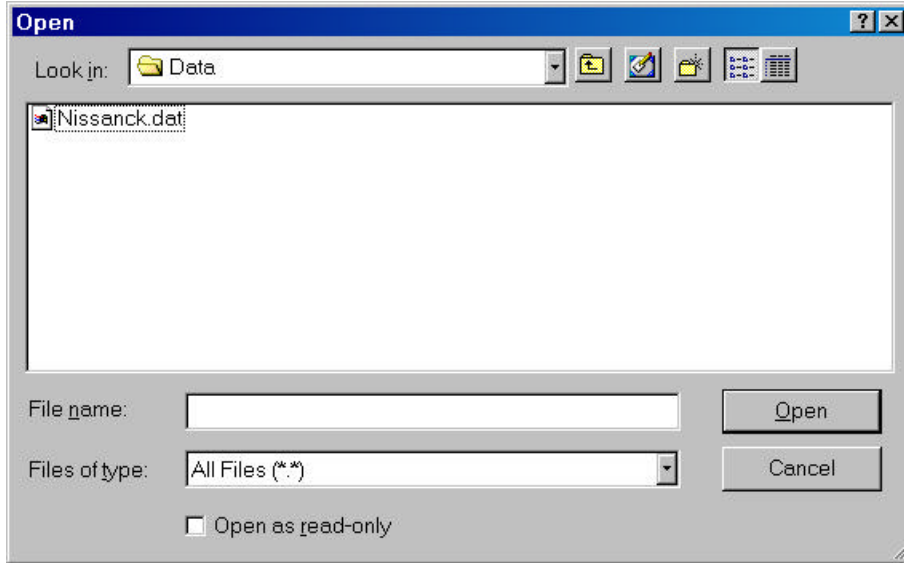 Open
Look in: Data
Nissanck.dat
File name: Open
Files of type: All Files (*.*) Cancel
Open as read-only